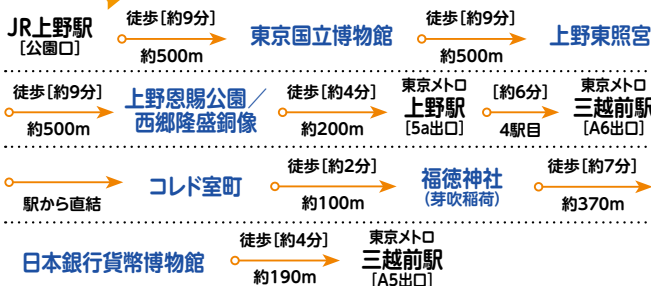 JR上野駅
[公園口]
徒歩[約9分]
約500m
東京国立博物館
徒歩[約9分]
約500m
上野東照宮
徒歩[約9分]
約500m
上野恩賜公園／
西郷隆盛銅像
徒歩[約4分]
約200m
東京メトロ
上野駅
[5a出口]
[約6分]
4駅目
東京メトロ
三越前駅
[A6出口]
駅から直結
コレド室町
徒歩[約2分]
約100m
福徳神社
(芽吹稲荷)
徒歩[約7分]
約370m
日本銀行貨幣博物館
徒歩[約4分]
約190m
東京メトロ
三越前駅
[A5出口]